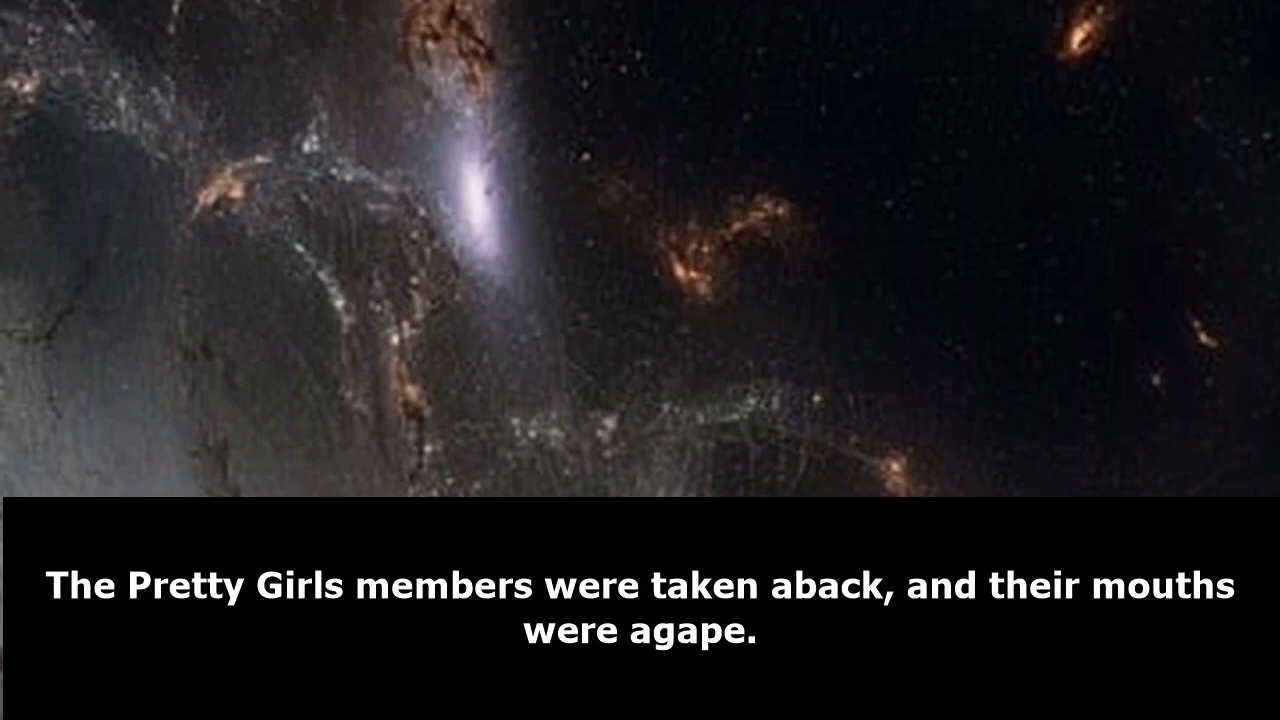 The Pretty Girls members were taken aback, and their mouths
were agape.